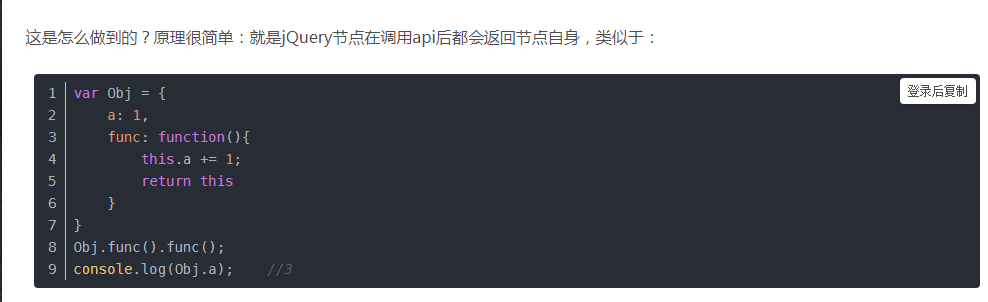 这是怎么做到的？原理很简单：就是jQuery节点在调用api后都会返回节点自身，类似于：
登录后复制
1 var Obj = {
2     a: 1,
3     func: function(){
4         this.a += 1;
5         return this
6     }
7 }
8 Obj.func().func();
9 console.log(Obj.a);    //3